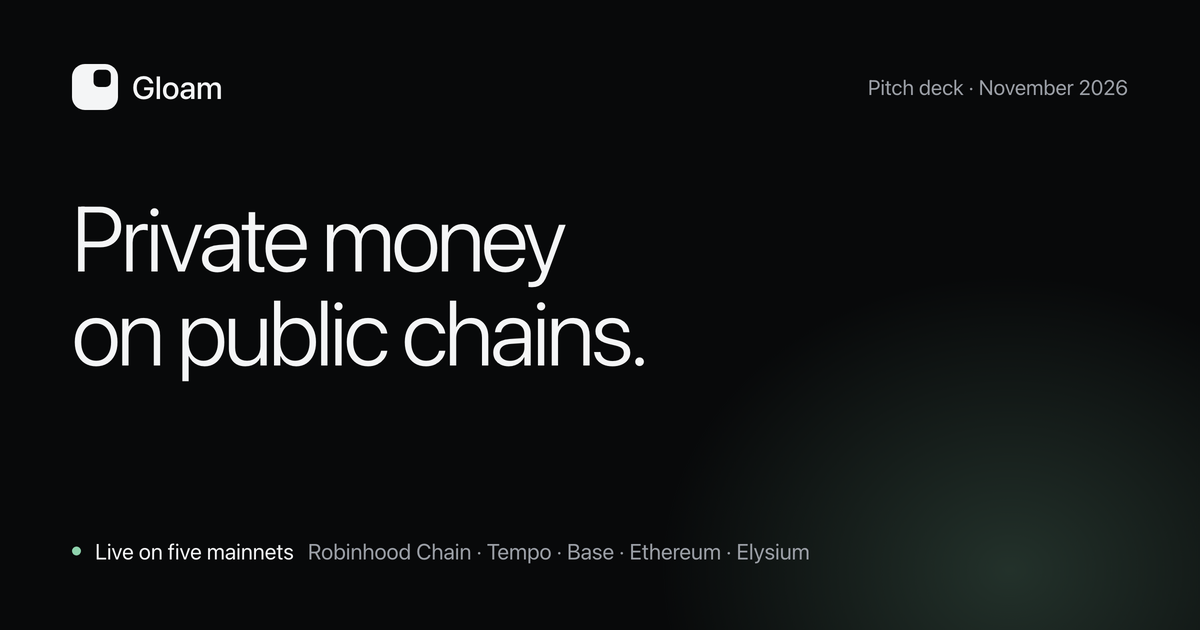 Gloam
Pitch deck · November 2026
Private money
on public chains.
Live on five mainnets Robinhood Chain · Tempo · Base · Ethereum · Elysium